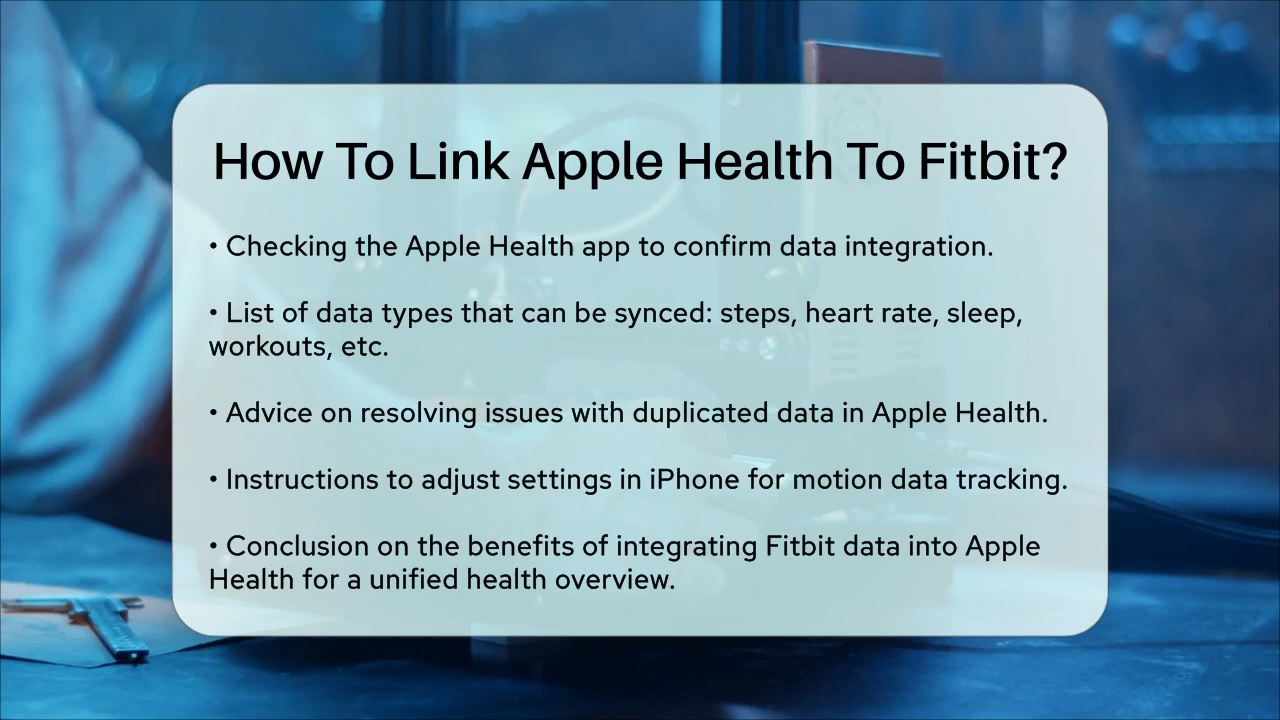 How To Link Apple Health To Fitbit?
• Checking the Apple Health app to confirm data integration.
• List of data types that can be synced: steps, heart rate, sleep,
workouts, etc.
• Advice on resolving issues with duplicated data in Apple Health.
• Instructions to adjust settings in iPhone for motion data tracking.
• Conclusion on the benefits of integrating Fitbit data into Apple
Health for a unified health overview.